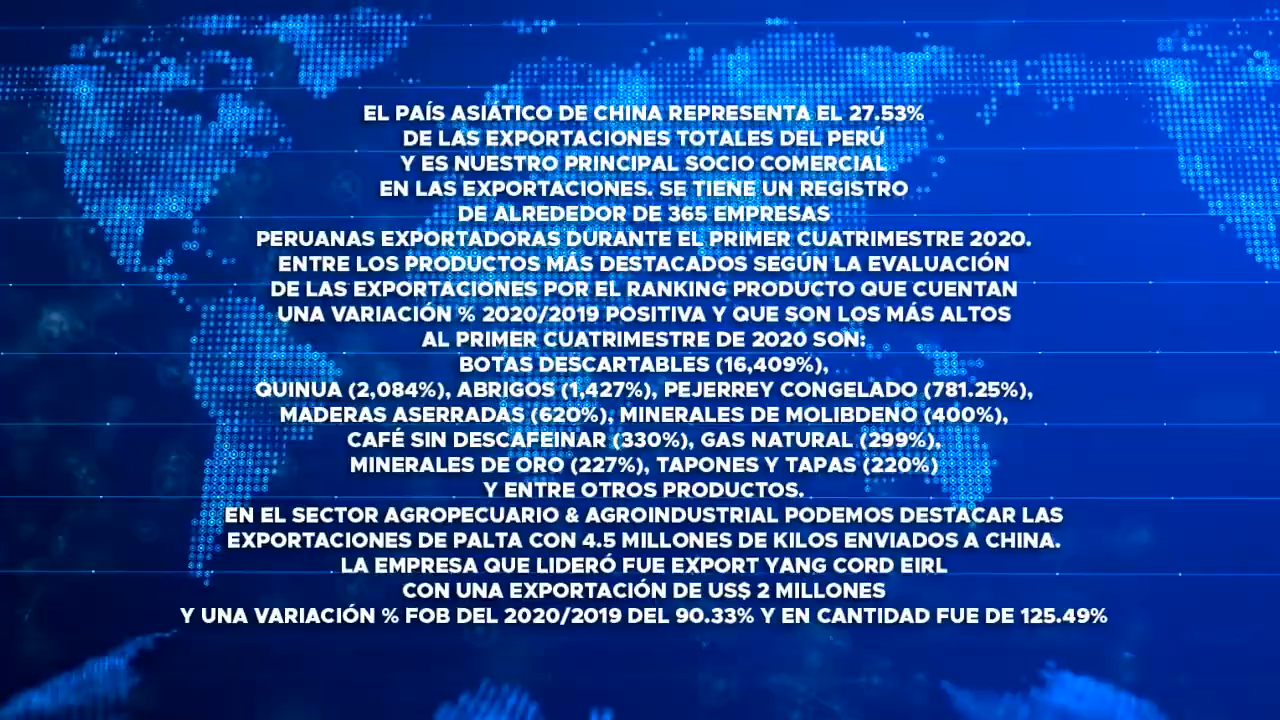 EL PAÍS ASIÁTICO DE CHINA REPRESENTA EL 27.53%
DE LAS EXPORTACIONES TOTALES DEL PERÚ
Y ES NUESTRO PRINCIPAL SOCIO COMERCIAL
EN LAS EXPORTACIONES. SE TIENE UN REGISTRO
DE ALREDEDOR DE 365 EMPRESAS
PERUANAS EXPORTADORAS DURANTE EL PRIMER CUATRIMESTRE 2020.
ENTRE LOS PRODUCTOS MÁS DESTACADOS SEGÚN LA EVALUACIÓN
DE LAS EXPORTACIONES POR EL RANKING PRODUCTO QUE CUENTAN
UNA VARIACIÓN % 2020/2019 POSITIVA Y QUE SON LOS MÁS ALTOS
AL PRIMER CUATRIMESTRE DE 2020 SON:
BOTAS DESCARTABLES (16,409%),
QUINUA (2,084%), ABRIGOS (1,427%), PEJERREY CONGELADO (781.25%),
MADERAS ASERRADAS (620%), MINERALES DE MOLIBDENO (400%),
CAFÉ SIN DESCAFEINAR (330%), GAS NATURAL (299%),
MINERALES DE ORO (227%), TAPONES Y TAPAS (220%)
Y ENTRE OTROS PRODUCTOS.
EN EL SECTOR AGROPECUARIO & AGROINDUSTRIAL PODEMOS DESTACAR LAS
EXPORTACIONES DE PALTA CON 4.5 MILLONES DE KILOS ENVIADOS A CHINA.
LA EMPRESA QUE LIDERÓ FUE EXPORT YANG CORD EIRL
CON UNA EXPORTACIÓN DE US$ 2 MILLONES
Y UNA VARIACIÓN % FOB DEL 2020/2019 DEL 90.33% Y EN CANTIDAD FUE DE 125.49%